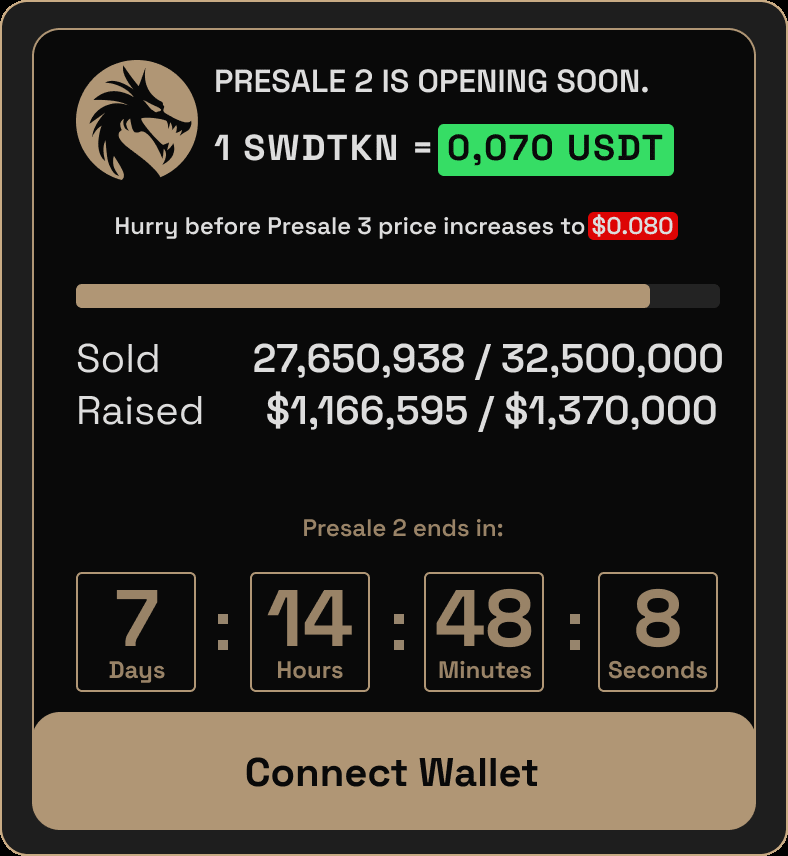 PRESALE 2 IS OPENING SOON.
1 SWDTKN = 0,070 USDT
Hurry before Presale 3 price increases to $0.080
Sold 27,650,938 / 32,500,000
Raised $1,166,595 / $1,370,000
Presale 2 ends in:
7 : 14 : 48 : 8
Days Hours Minutes Seconds
Connect Wallet